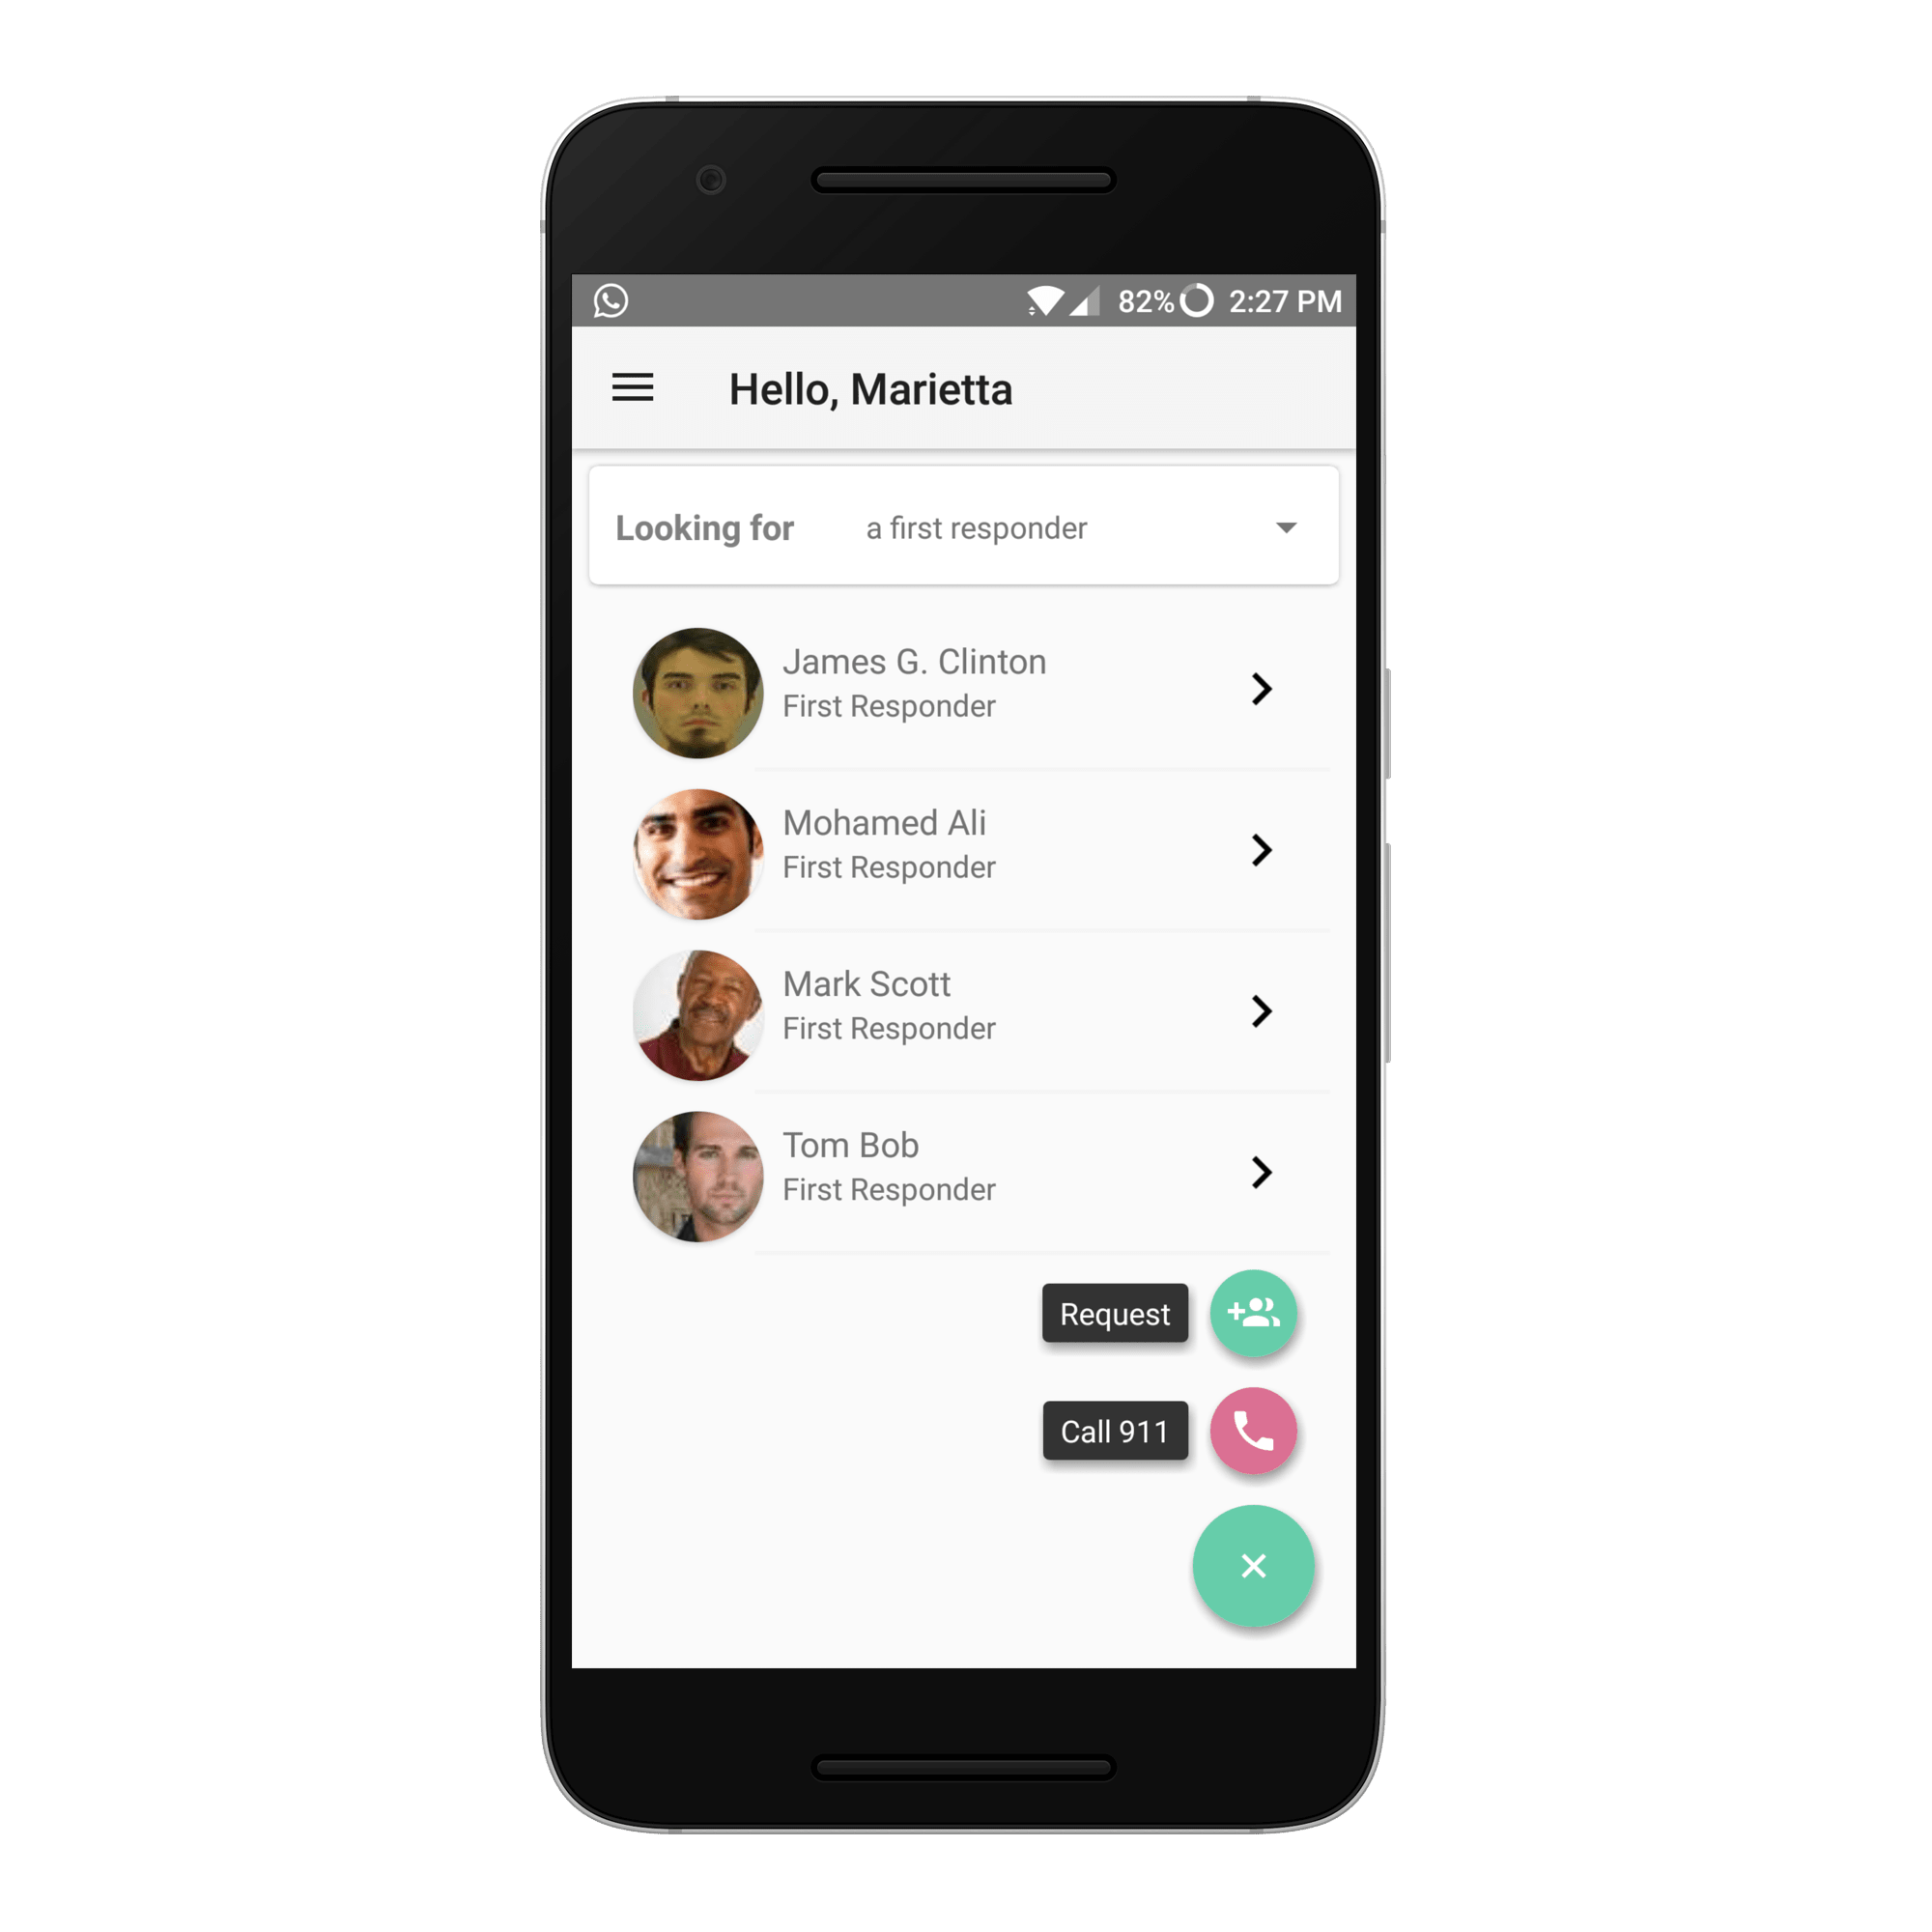 82% 2:27 PM
Hello, Marietta
Looking for a first responder
James G. Clinton
First Responder
Mohamed Ali
First Responder
Mark Scott
First Responder
Tom Bob
First Responder
Request
Call 911